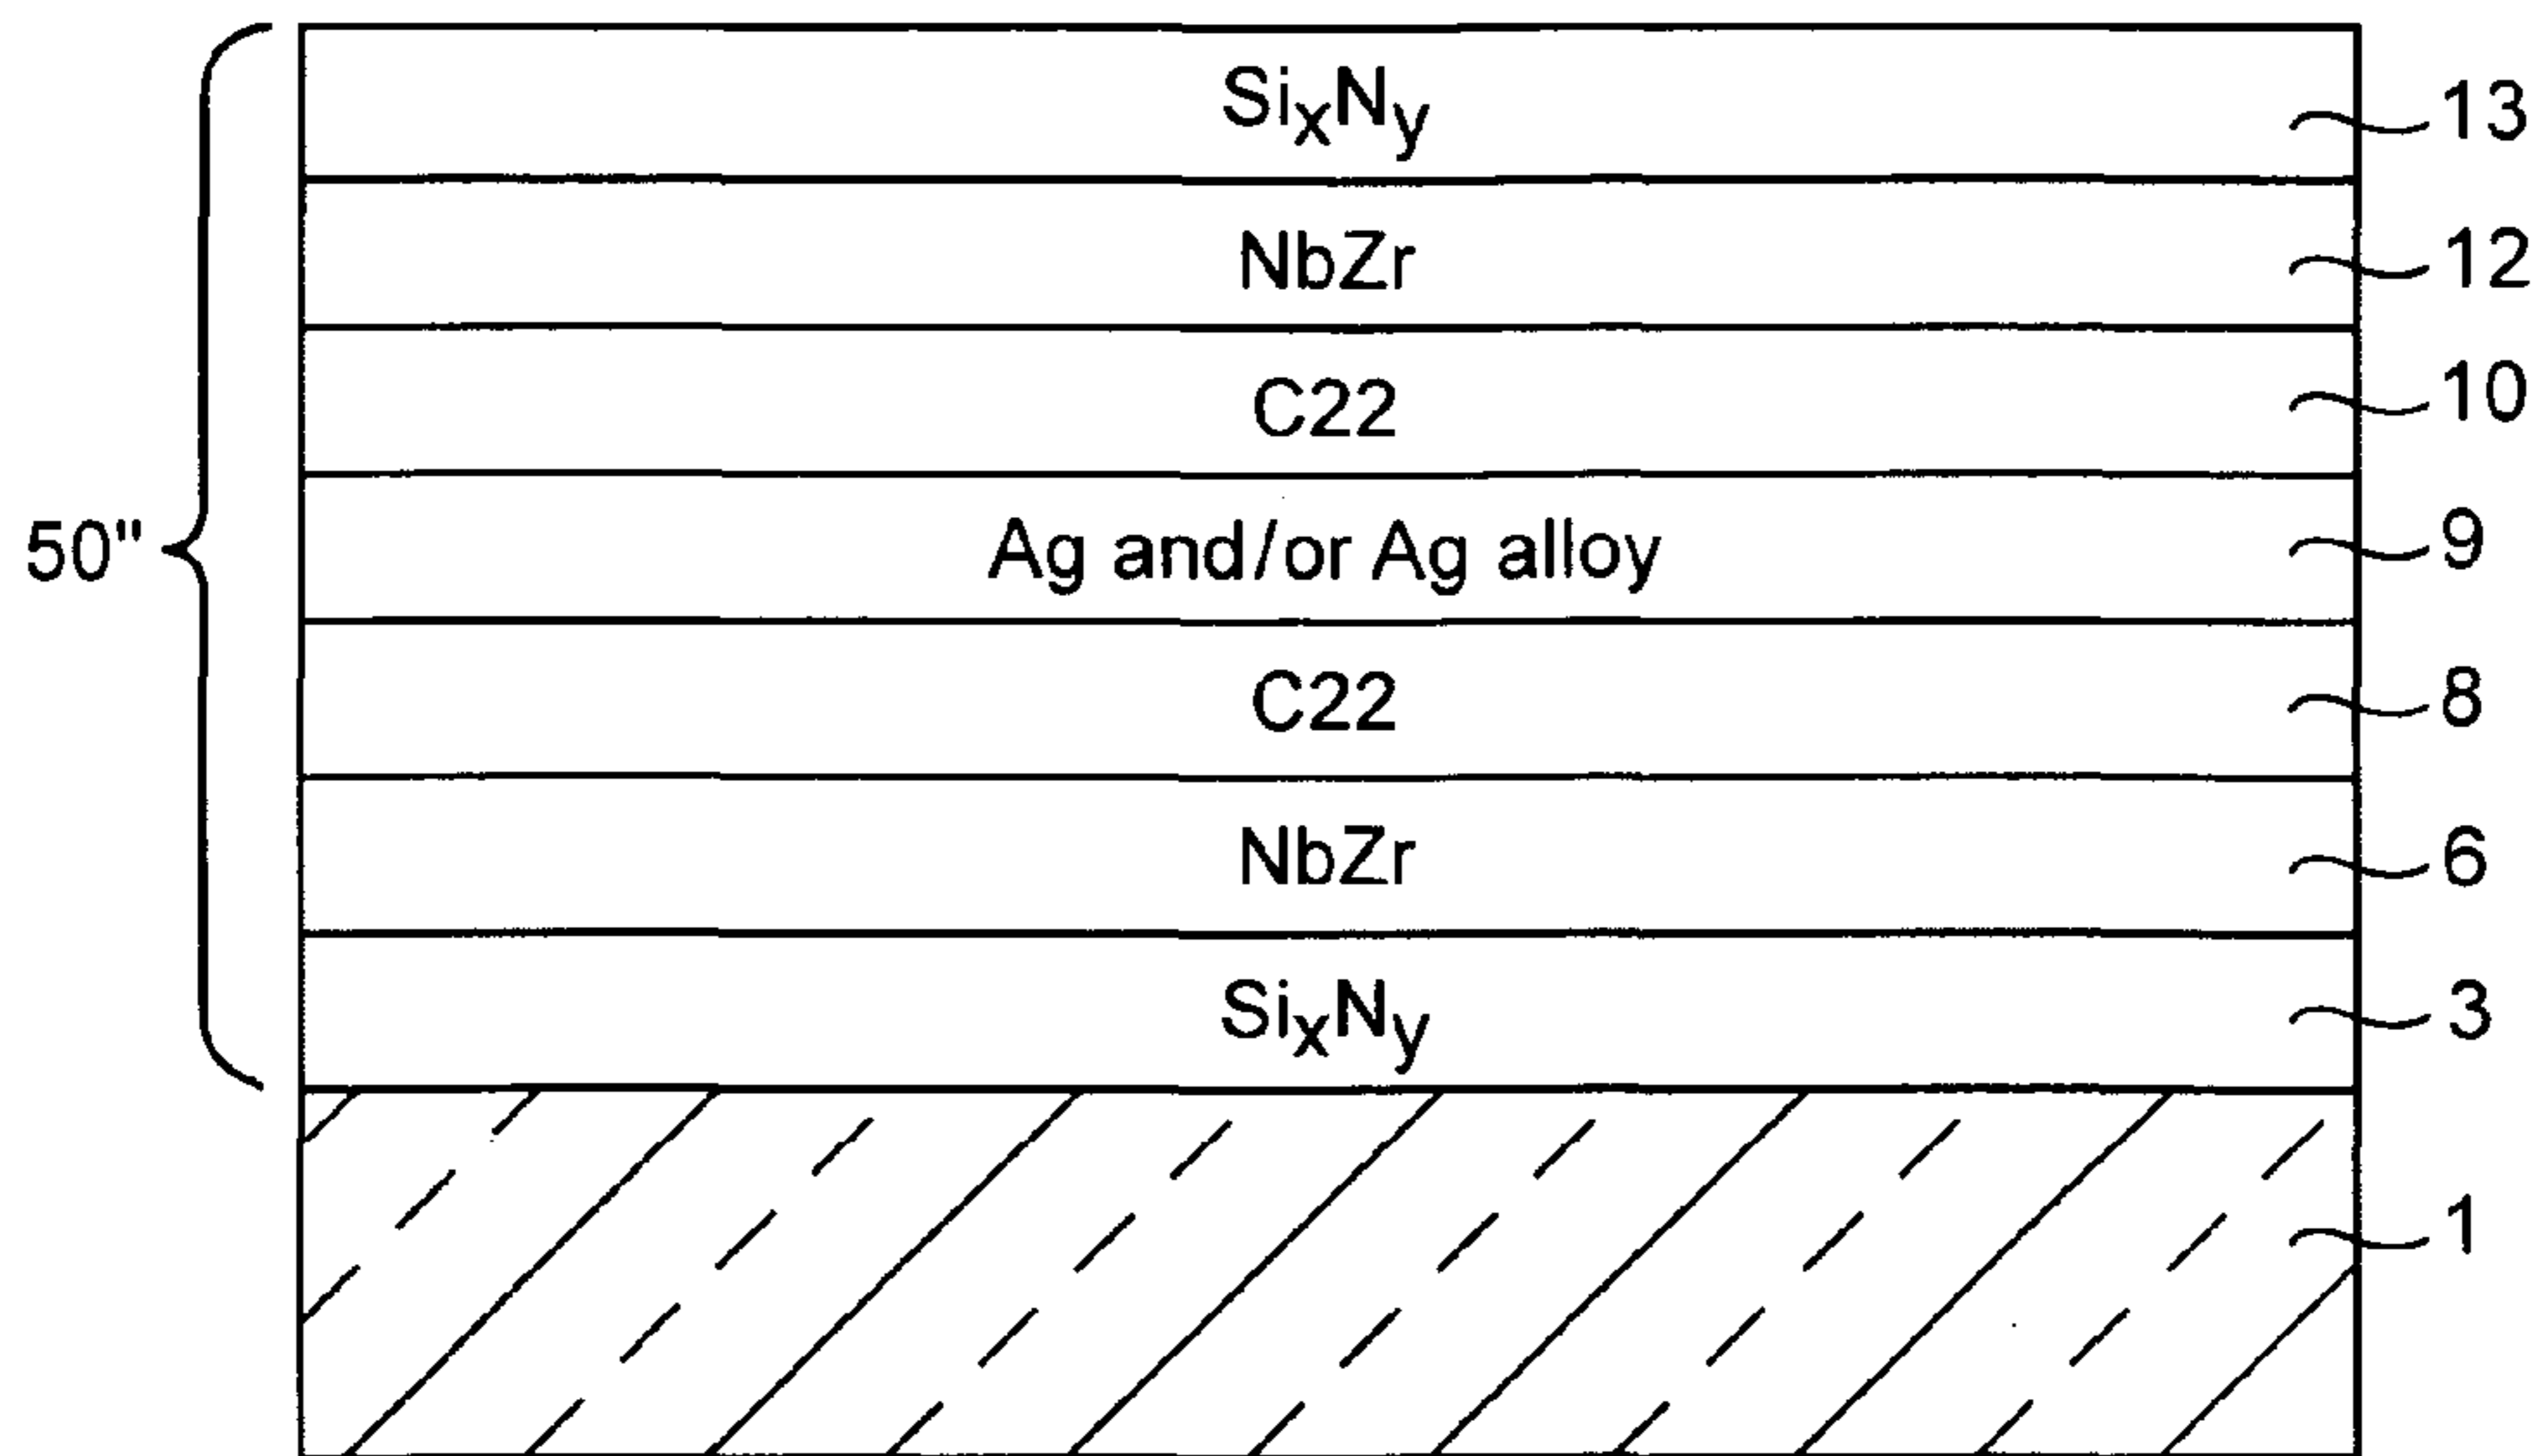 SixNy 13
NbZr 12
C22 10
50" Ag and/or Ag alloy 9
C22 8
NbZr 6
SixNy 3
1